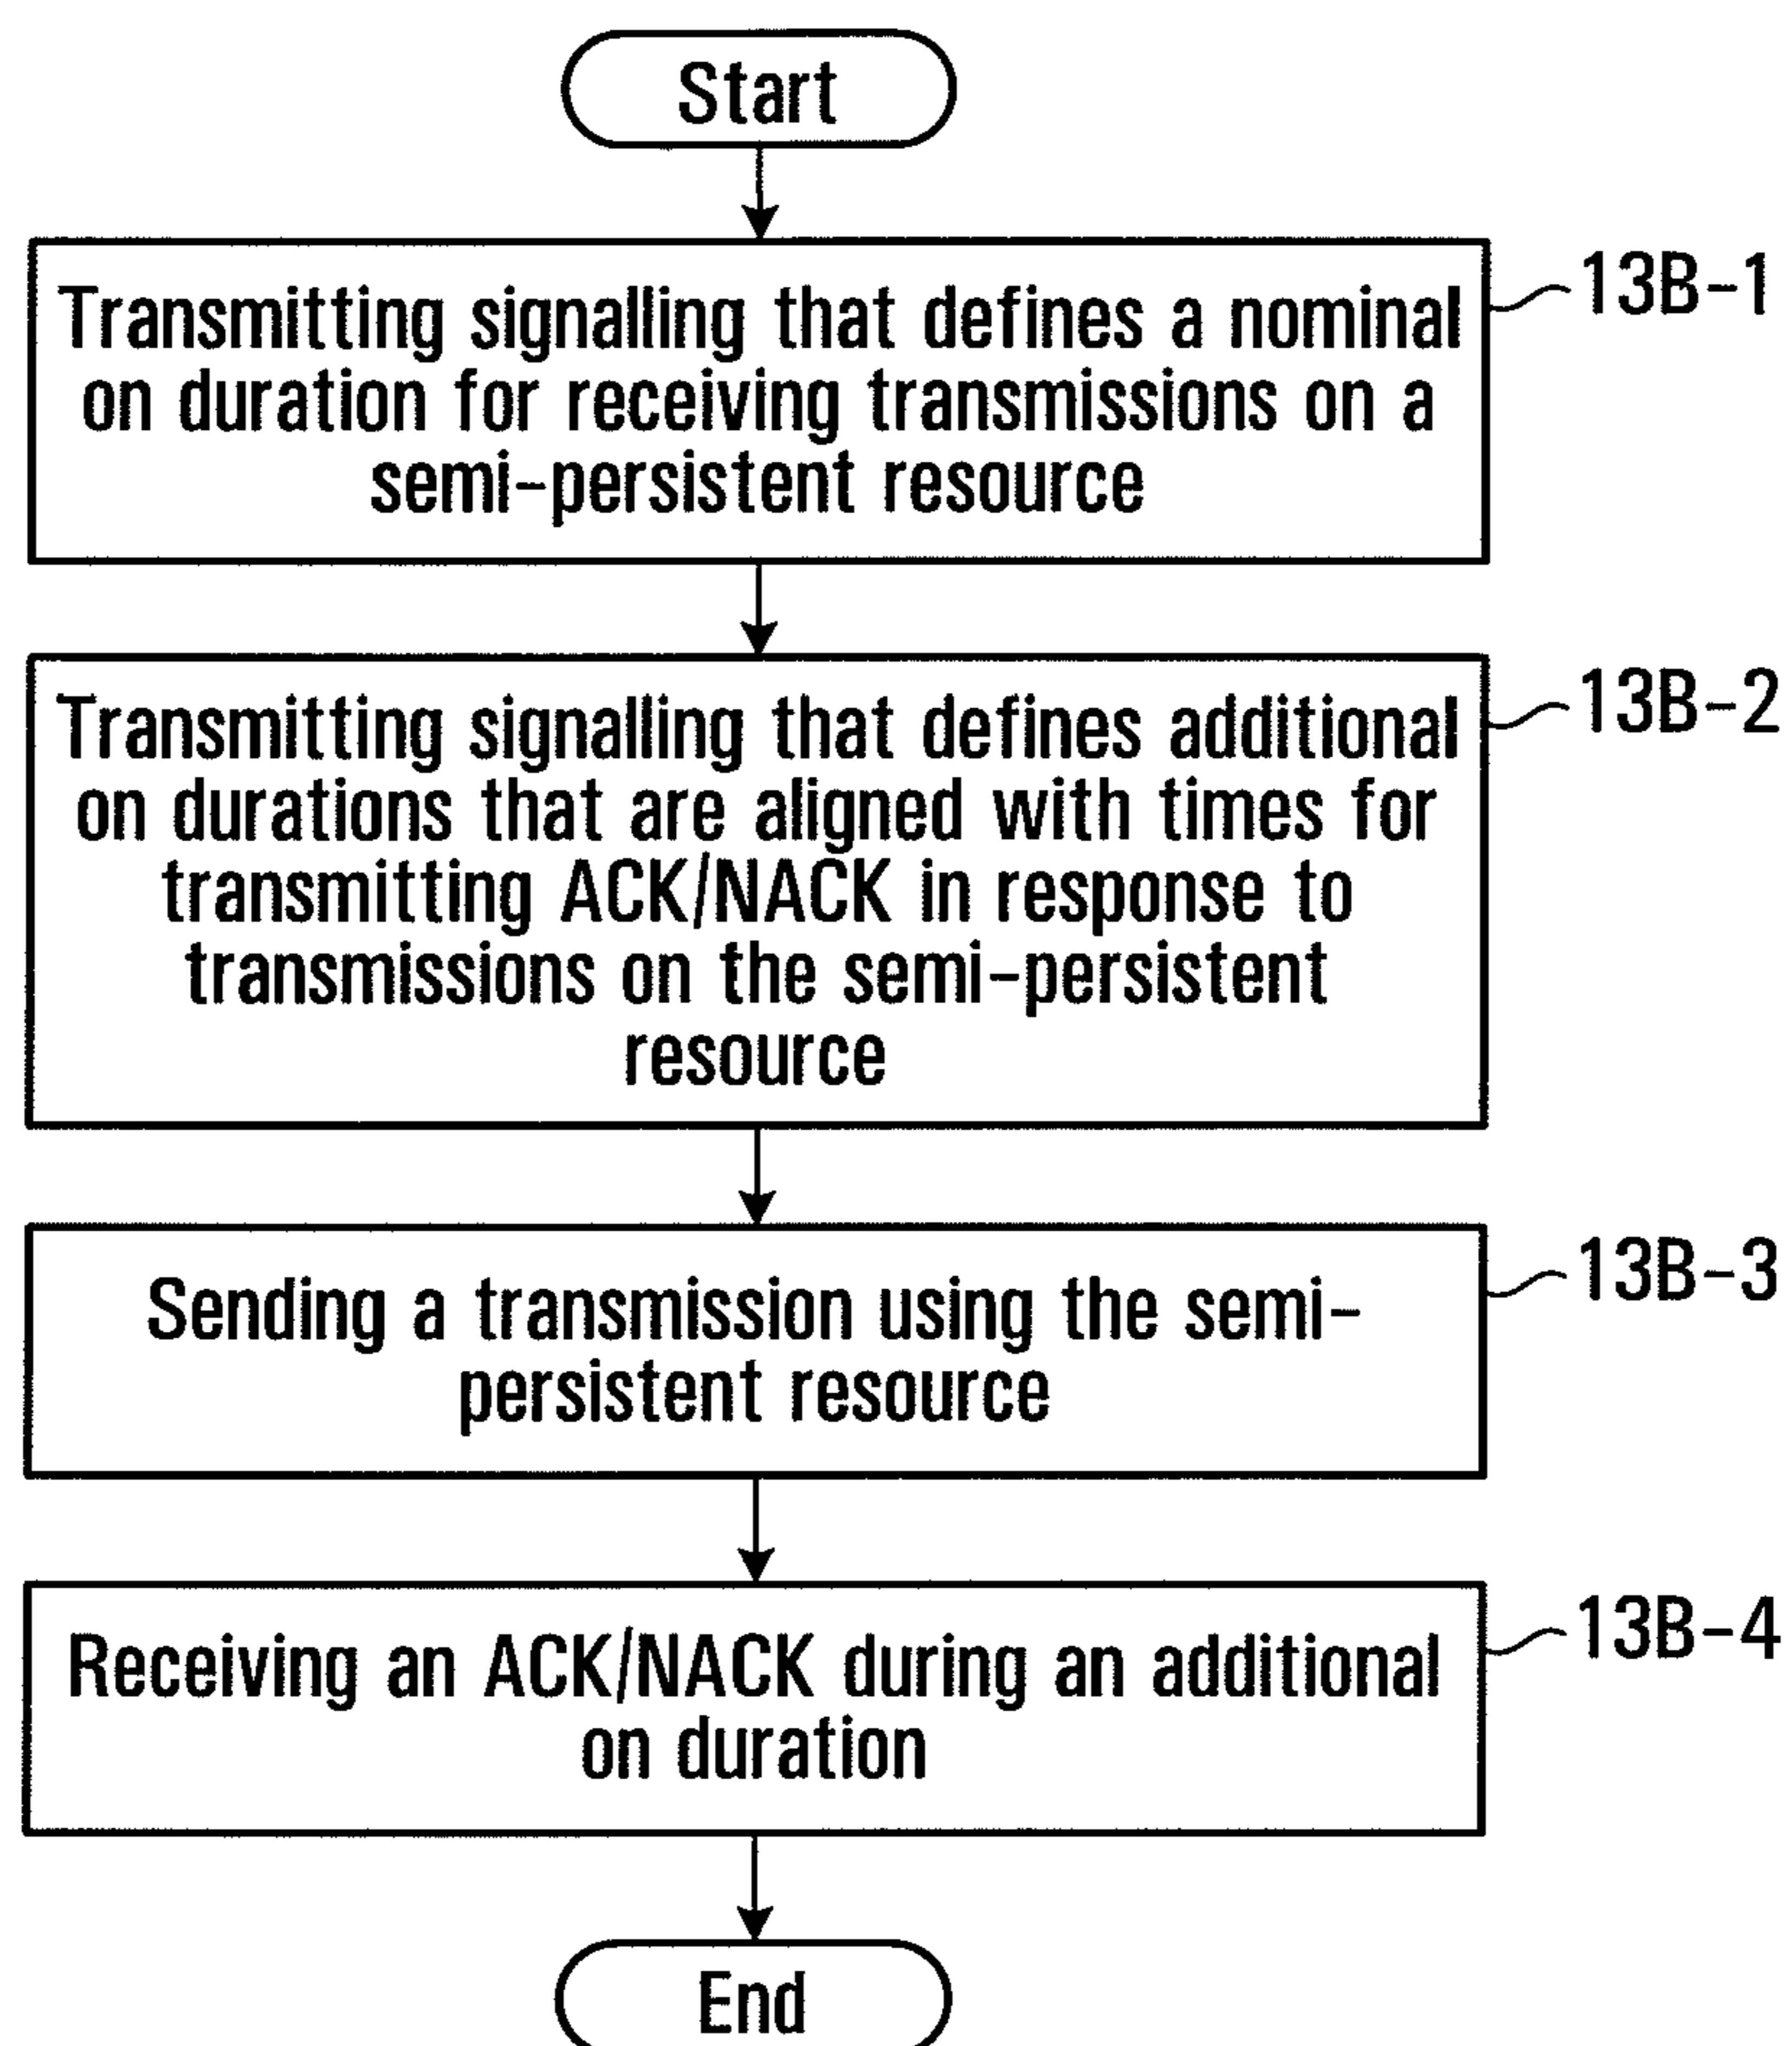 Start
Transmitting signalling that defines a nominal
on duration for receiving transmissions on a
semi-persistent resource
13B-1
Transmitting signalling that defines additional
on durations that are aligned with times for
transmitting ACK/NACK in response to
transmissions on the semi-persistent
resource
13B-2
Sending a transmission using the semi-
persistent resource
13B-3
Receiving an ACK/NACK during an additional
on duration
13B-4
End